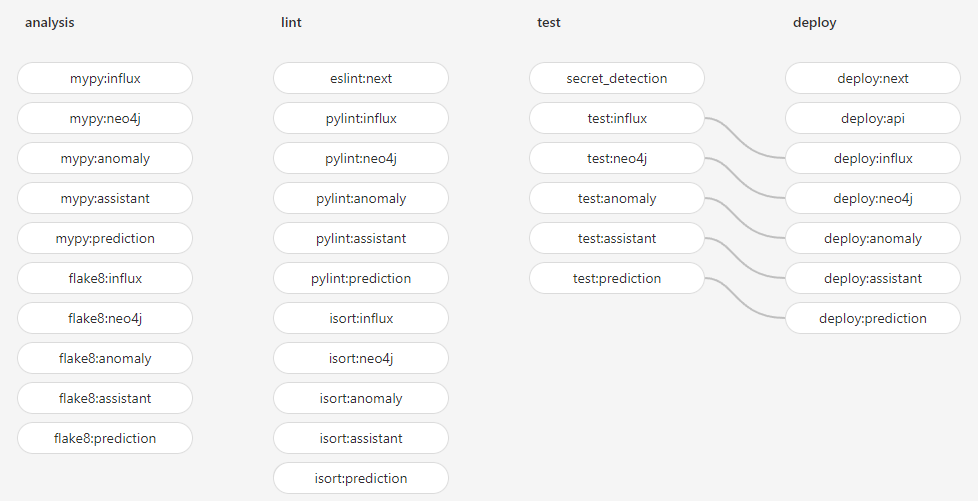 analysis
mypy:influx
mypy:neo4j
mypy:anomaly
mypy:assistant
mypy:prediction
flake8:influx
flake8:neo4j
flake8:anomaly
flake8:assistant
flake8:prediction
lint
eslint:next
pylint:influx
pylint:neo4j
pylint:anomaly
pylint:assistant
pylint:prediction
isort:influx
isort:neo4j
isort:anomaly
isort:assistant
isort:prediction
test
secret_detection
test:influx
test:neo4j
test:anomaly
test:assistant
test:prediction
deploy
deploy:next
deploy:api
deploy:influx
deploy:neo4j
deploy:anomaly
deploy:assistant
deploy:prediction